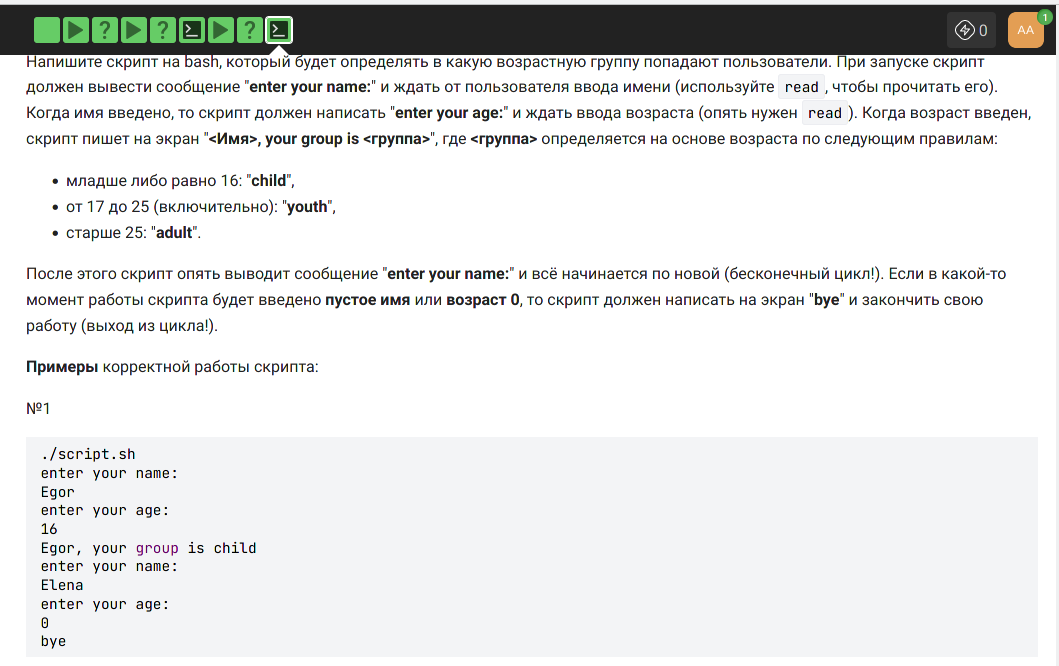 0
AA
1
Напишите скрипт на bash, который будет определять в какую возрастную группу попадают пользователи. При запуске скрипт
должен вывести сообщение "enter your name:" и ждать от пользователя ввода имени (используйте read , чтобы прочитать его).
Когда имя введено, то скрипт должен написать "enter your age:" и ждать ввода возраста (опять нужен read ). Когда возраст введен,
скрипт пишет на экран "<Имя>, your group is <группа>", где <группа> определяется на основе возраста по следующим правилам:
• младше либо равно 16: "child",
• от 17 до 25 (включительно): "youth",
• старше 25: "adult".
После этого скрипт опять выводит сообщение "enter your name:" и всё начинается по новой (бесконечный цикл!). Если в какой-то
момент работы скрипта будет введено пустое имя или возраст 0, то скрипт должен написать на экран "bye" и закончить свою
работу (выход из цикла!).
Примеры корректной работы скрипта:
№1
./script.sh
enter your name:
Egor
enter your age:
16
Egor, your group is child
enter your name:
Elena
enter your age:
0
bye